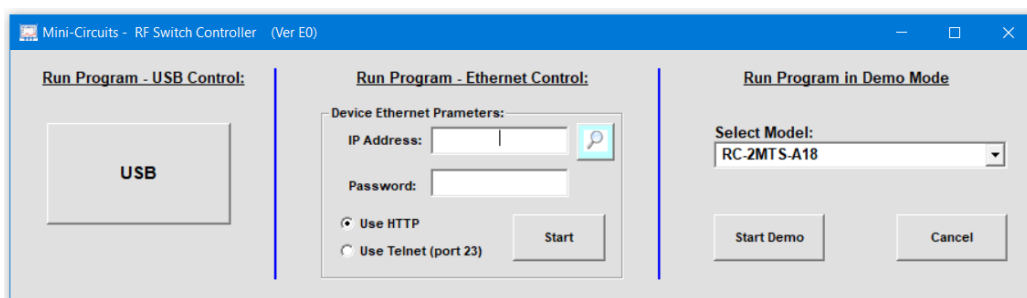 Mini-Circuits - RF Switch Controller (Ver E0)
Run Program - USB Control:
USB
Run Program - Ethernet Control:
Device Ethernet Prameters:
IP Address:
Password:
Use HTTP
Use Telnet (port 23)
Start
Run Program in Demo Mode
Select Model:
RC-2MTS-A18
Start Demo
Cancel